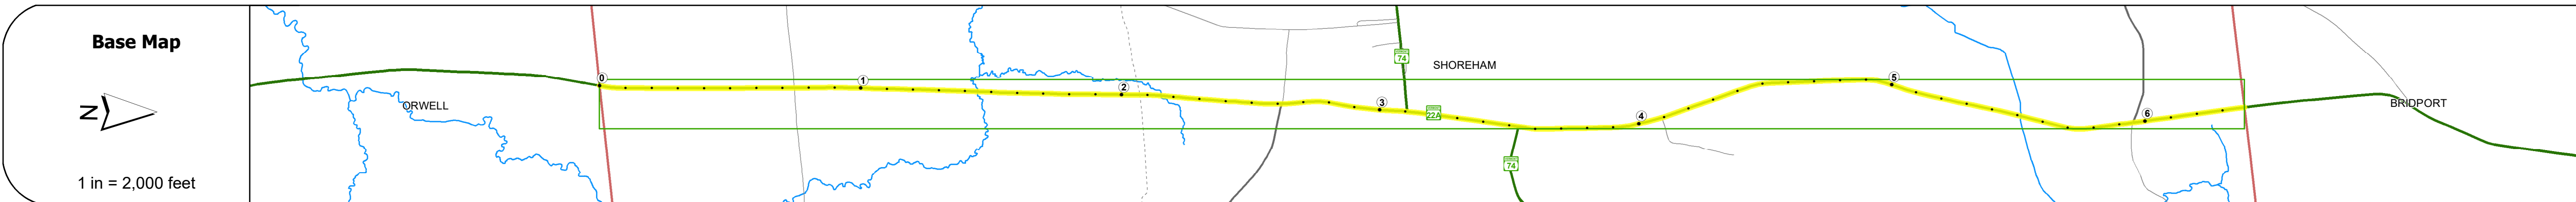 Base Map
N
1 in = 2,000 feet
ORWELL
0
1
2
3
74
22A
SHOREHAM
74
4
5
6
BRIDPORT